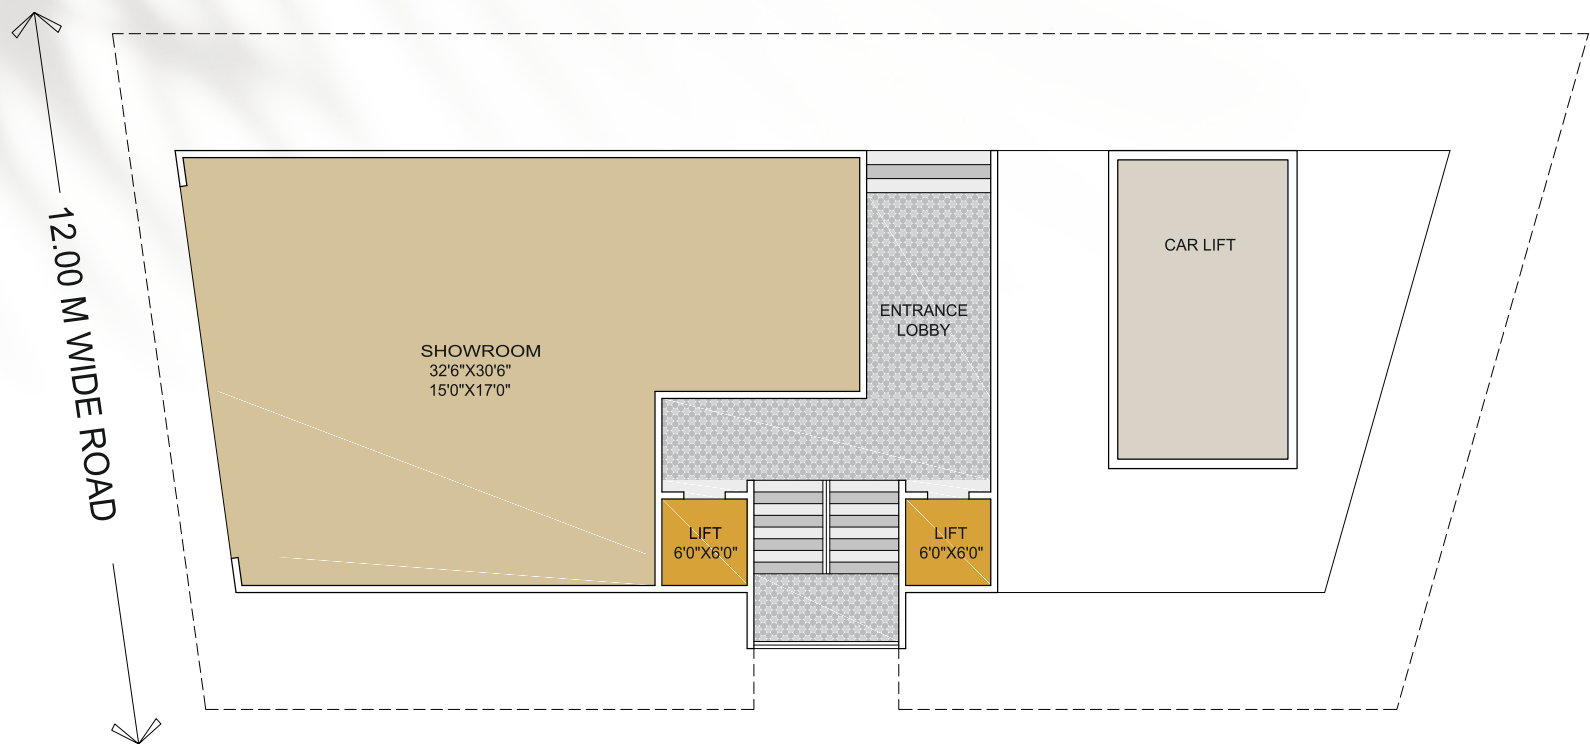 12.00 M WIDE ROAD
SHOWROOM
32'6"X30'6"
15'0"X17'0"
ENTRANCE
LOBBY
CAR LIFT
LIFT
6'0"X6'0"
LIFT
6'0"X6'0"